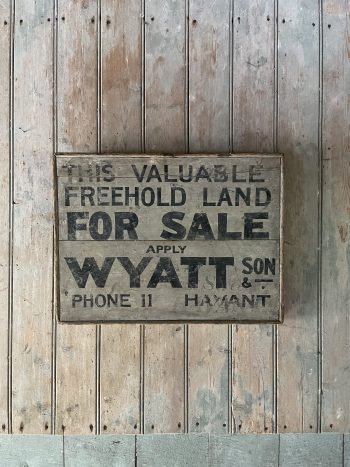 THIS VALUABLE
FREEHOLD LAND
FOR SALE
APPLY
WYATT & SON
PHONE 11 HAVANT